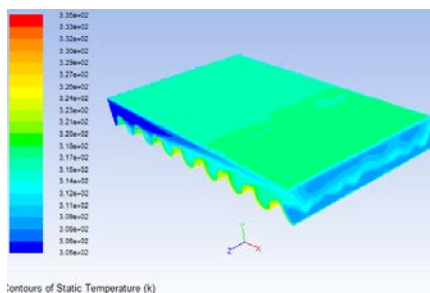 3.35e+02
3.33e+02
3.32e+02
3.30e+02
3.29e+02
3.27e+02
3.26e+02
3.24e+02
3.23e+02
3.21e+02
3.20e+02
3.18e+02
3.17e+02
3.15e+02
3.14e+02
3.12e+02
3.11e+02
3.09e+02
3.08e+02
3.06e+02
3.05e+02
Y
Z X
Contours of Static Temperature (k)